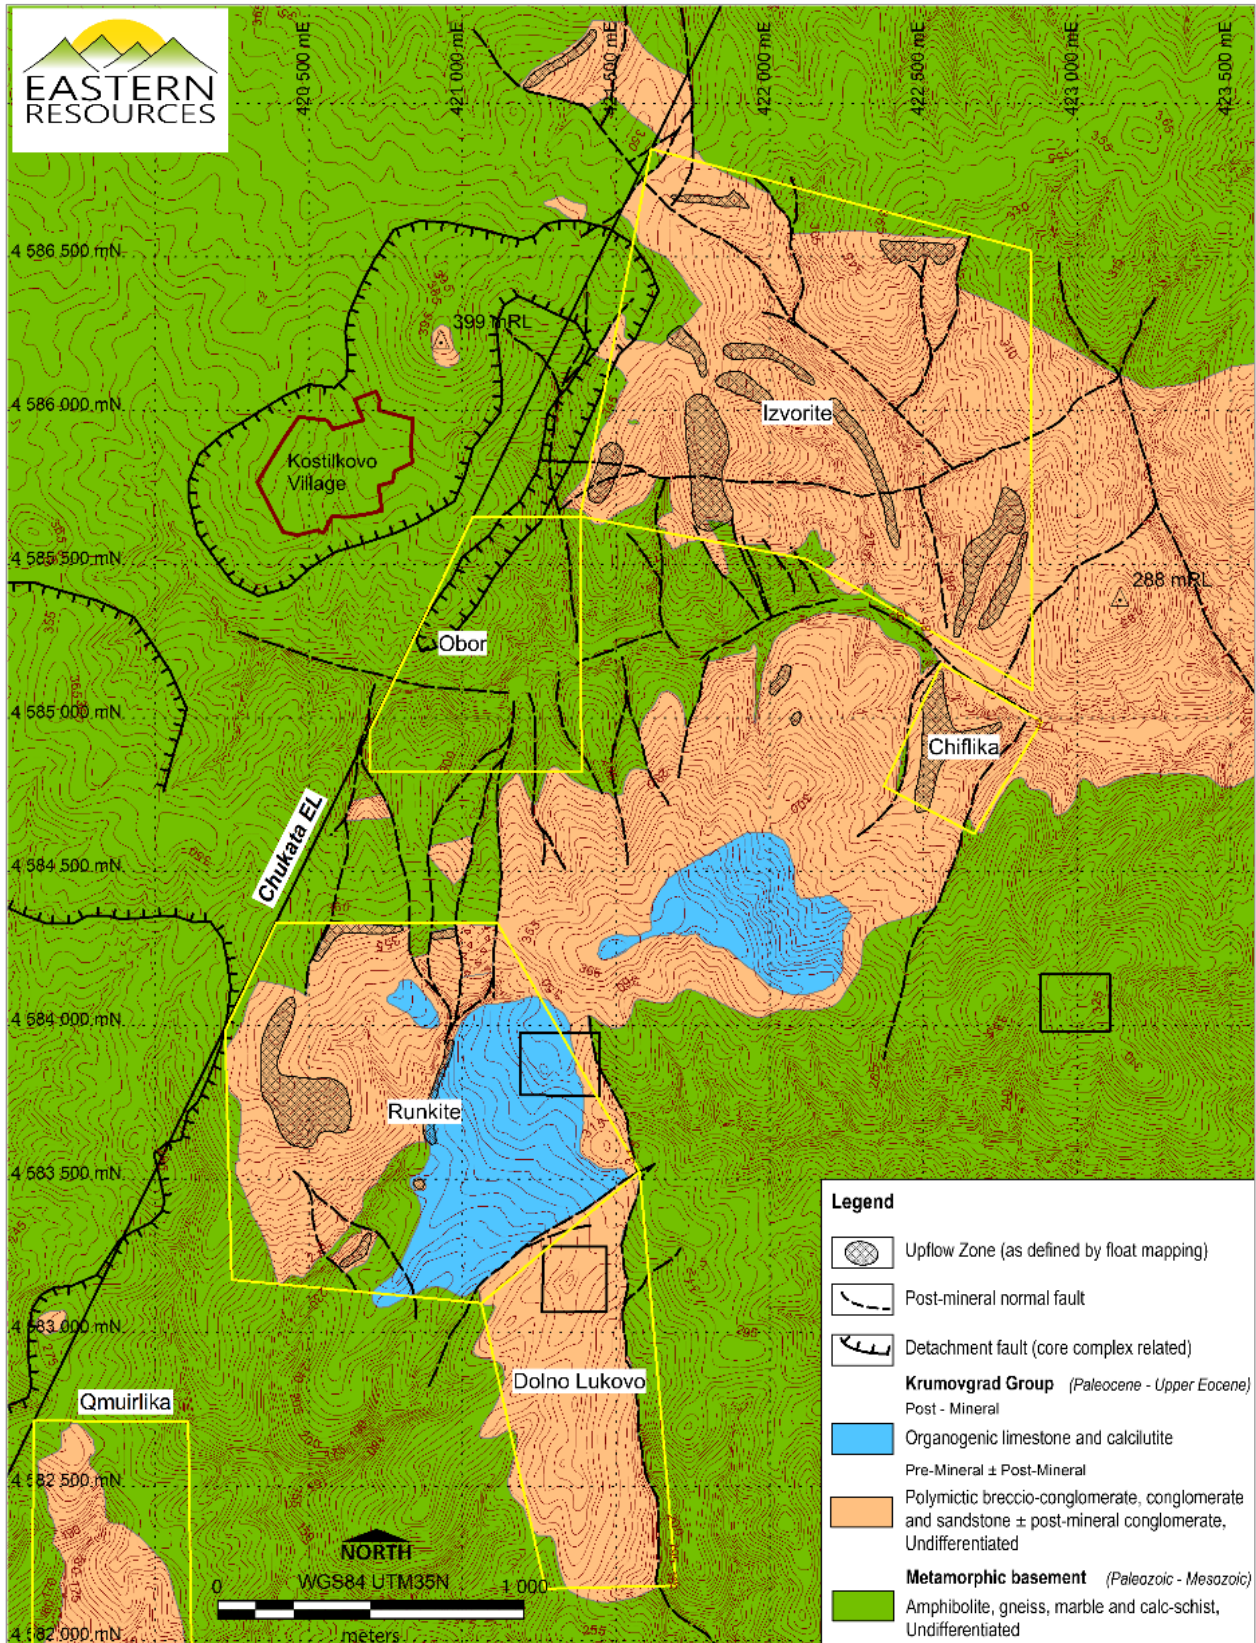 EASTERN
RESOURCES
420 500 mE
421 000 mE
421 500 mE
422 000 mE
422 500 mE
423 000 mE
423 500 mE
4 586 500 mN
399 mRL
4 586 000 mN
Izvorite
Kostilkovo
Village
4 585 500 mN
288 mRL
Obor
4 585 000 mN
Chiflika
Chukata EL
4 584 500 mN
4 584 000 mN
Runkite
4 583 500 mN
4 583 000 mN
Dolno Lukovo
Qmuirlika
4 582 500 mN
NORTH
WGS84 UTM35N
0
1 000
meters
4 582 000 mN
Legend
Upflow Zone (as defined by float mapping)
Post-mineral normal fault
Detachment fault (core complex related)
Krumovgrad Group (Paleocene - Upper Eocene)
Post - Mineral
Organogenic limestone and calcilutite
Pre-Mineral ± Post-Mineral
Polymictic breccio-conglomerate, conglomerate
and sandstone ± post-mineral conglomerate,
Undifferentiated
Metamorphic basement (Paleozoic - Mesozoic)
Amphibolite, gneiss, marble and calc-schist,
Undifferentiated